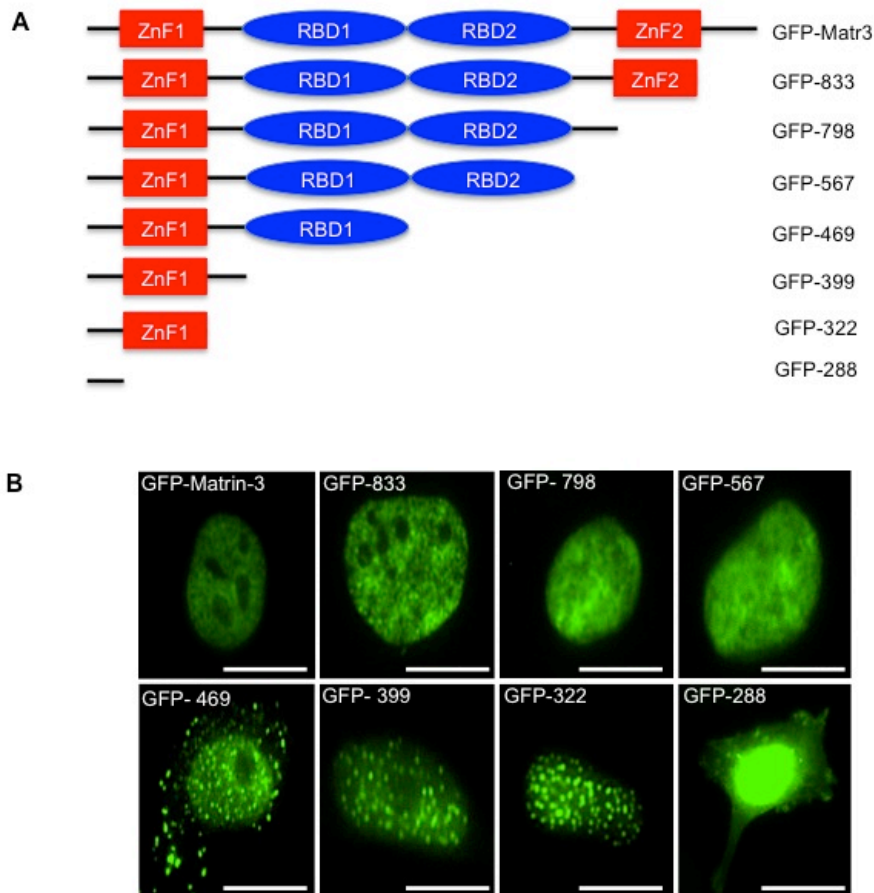 A
ZnF1 RBD1 RBD2 ZnF2 GFP-Matr3
ZnF1 RBD1 RBD2 ZnF2 GFP-833
ZnF1 RBD1 RBD2 GFP-798
ZnF1 RBD1 RBD2 GFP-567
ZnF1 RBD1 GFP-469
ZnF1 GFP-399
ZnF1 GFP-322
GFP-288
B
GFP-Matrin-3 GFP-833 GFP- 798 GFP-567
GFP- 469 GFP- 399 GFP-322 GFP-288